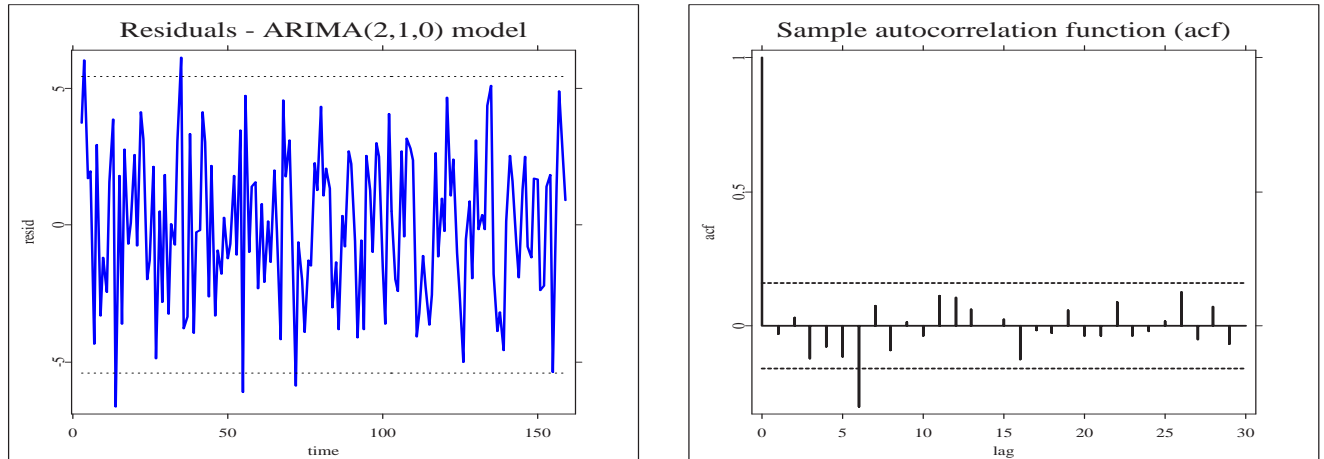 Residuals - ARIMA(2,1,0) model
5
0
-5
resid
0 50 100 150
time
Sample autocorrelation function (acf)
1
0.5
0
acf
0 5 10 15 20 25 30
lag